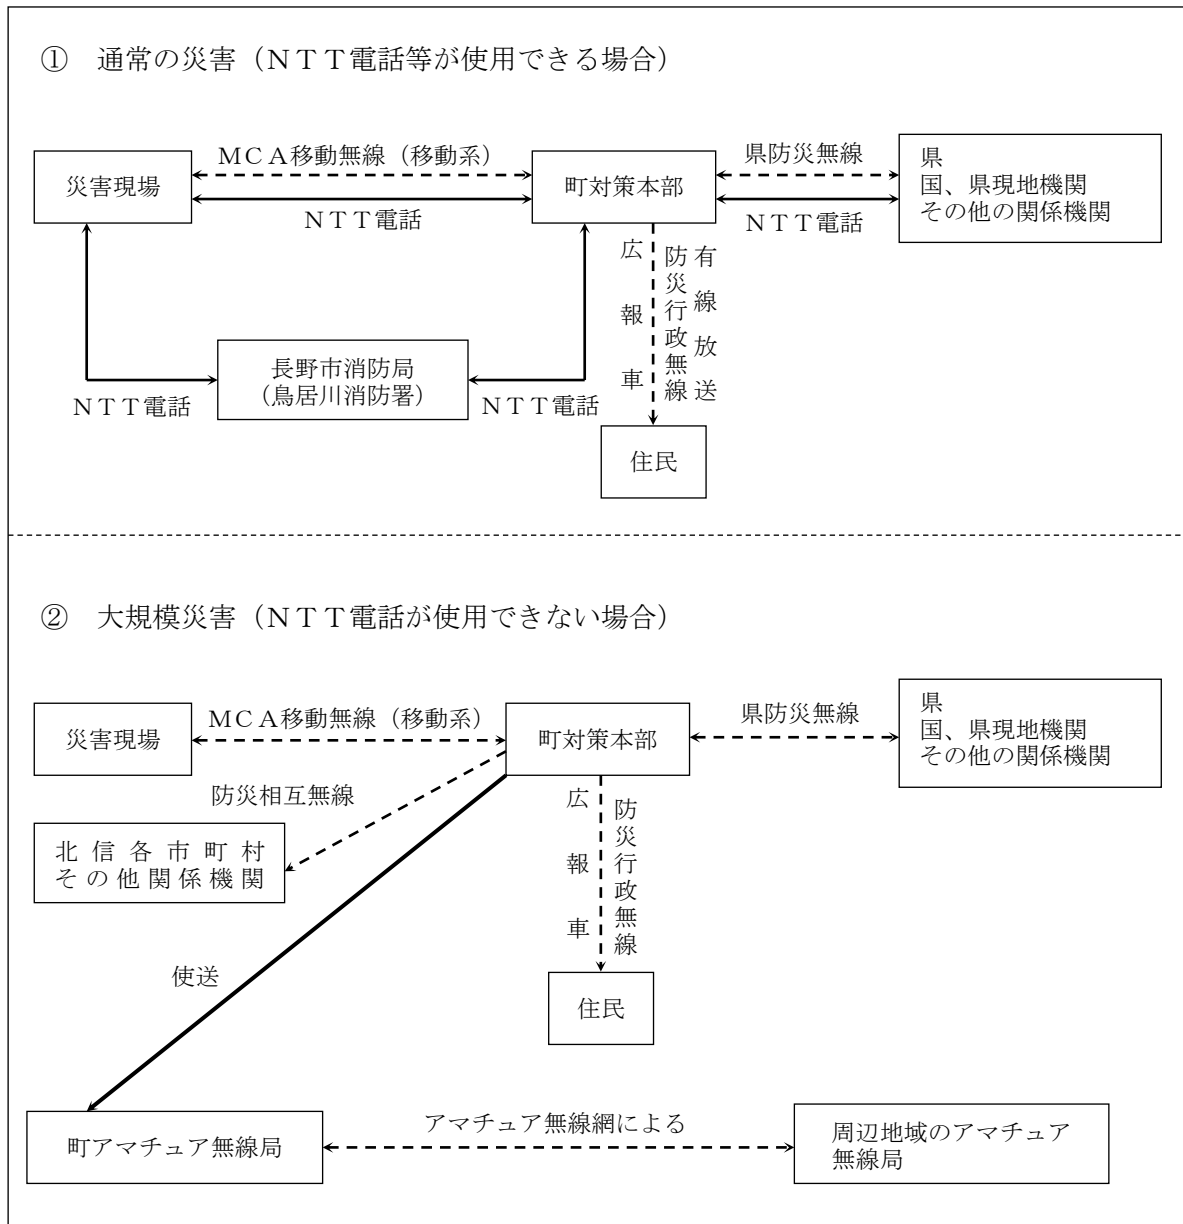 ① 通常の災害（ＮＴＴ電話等が使用できる場合）
ＭＣＡ移動無線（移動系）
県防災無線
災害現場
町対策本部
県
国、県現地機関
その他の関係機関
ＮＴＴ電話
ＮＴＴ電話
広報車
防災行政無線
有線放送
長野市消防局
（鳥居川消防署）
ＮＴＴ電話
ＮＴＴ電話
住民
② 大規模災害（ＮＴＴ電話が使用できない場合）
ＭＣＡ移動無線（移動系）
県防災無線
災害現場
町対策本部
県
国、県現地機関
その他の関係機関
防災相互無線
広報車
防災行政無線
北信各市町村
その他関係機関
使送
住民
アマチュア無線網による
町アマチュア無線局
周辺地域のアマチュア
無線局